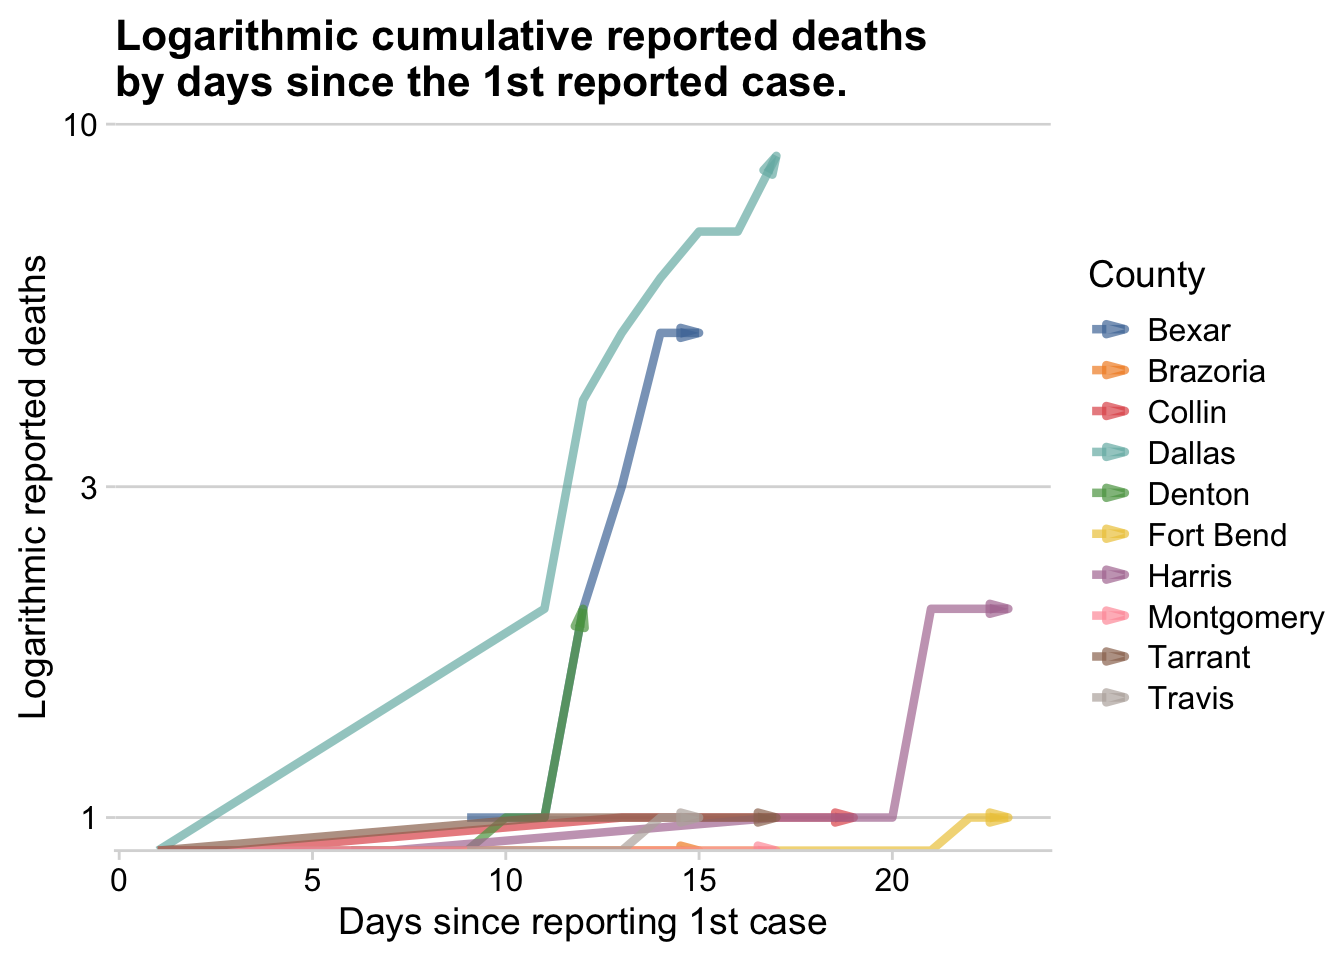 Logarithmic cumulative reported deaths
by days since the 1st reported case.
10
3
1
Logarithmic reported deaths
0
5
10
15
20
Days since reporting 1st case
County
Bexar
Brazoria
Collin
Dallas
Denton
Fort Bend
Harris
Montgomery
Tarrant
Travis